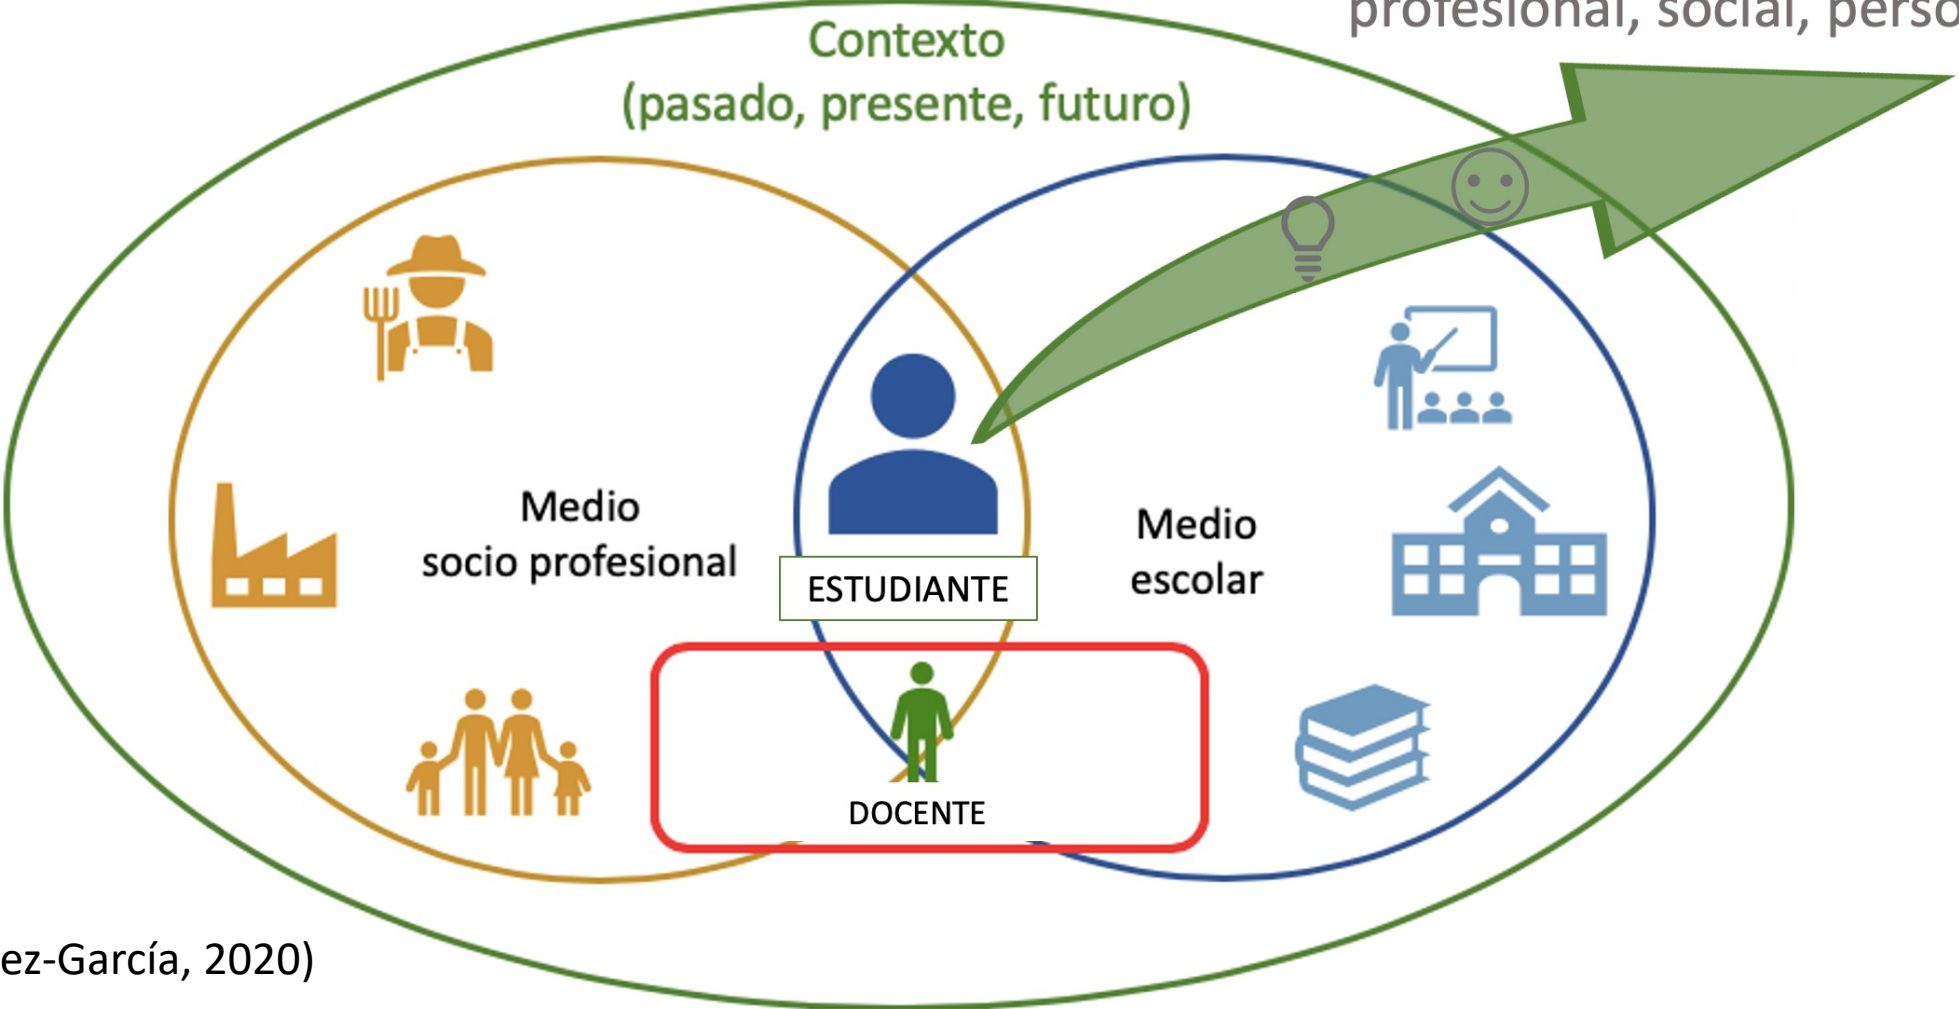 profesional, social, perso
Contexto
(pasado, presente, futuro)
Medio
socio profesional
ESTUDIANTE
Medio
escolar
DOCENTE
ez-García, 2020)